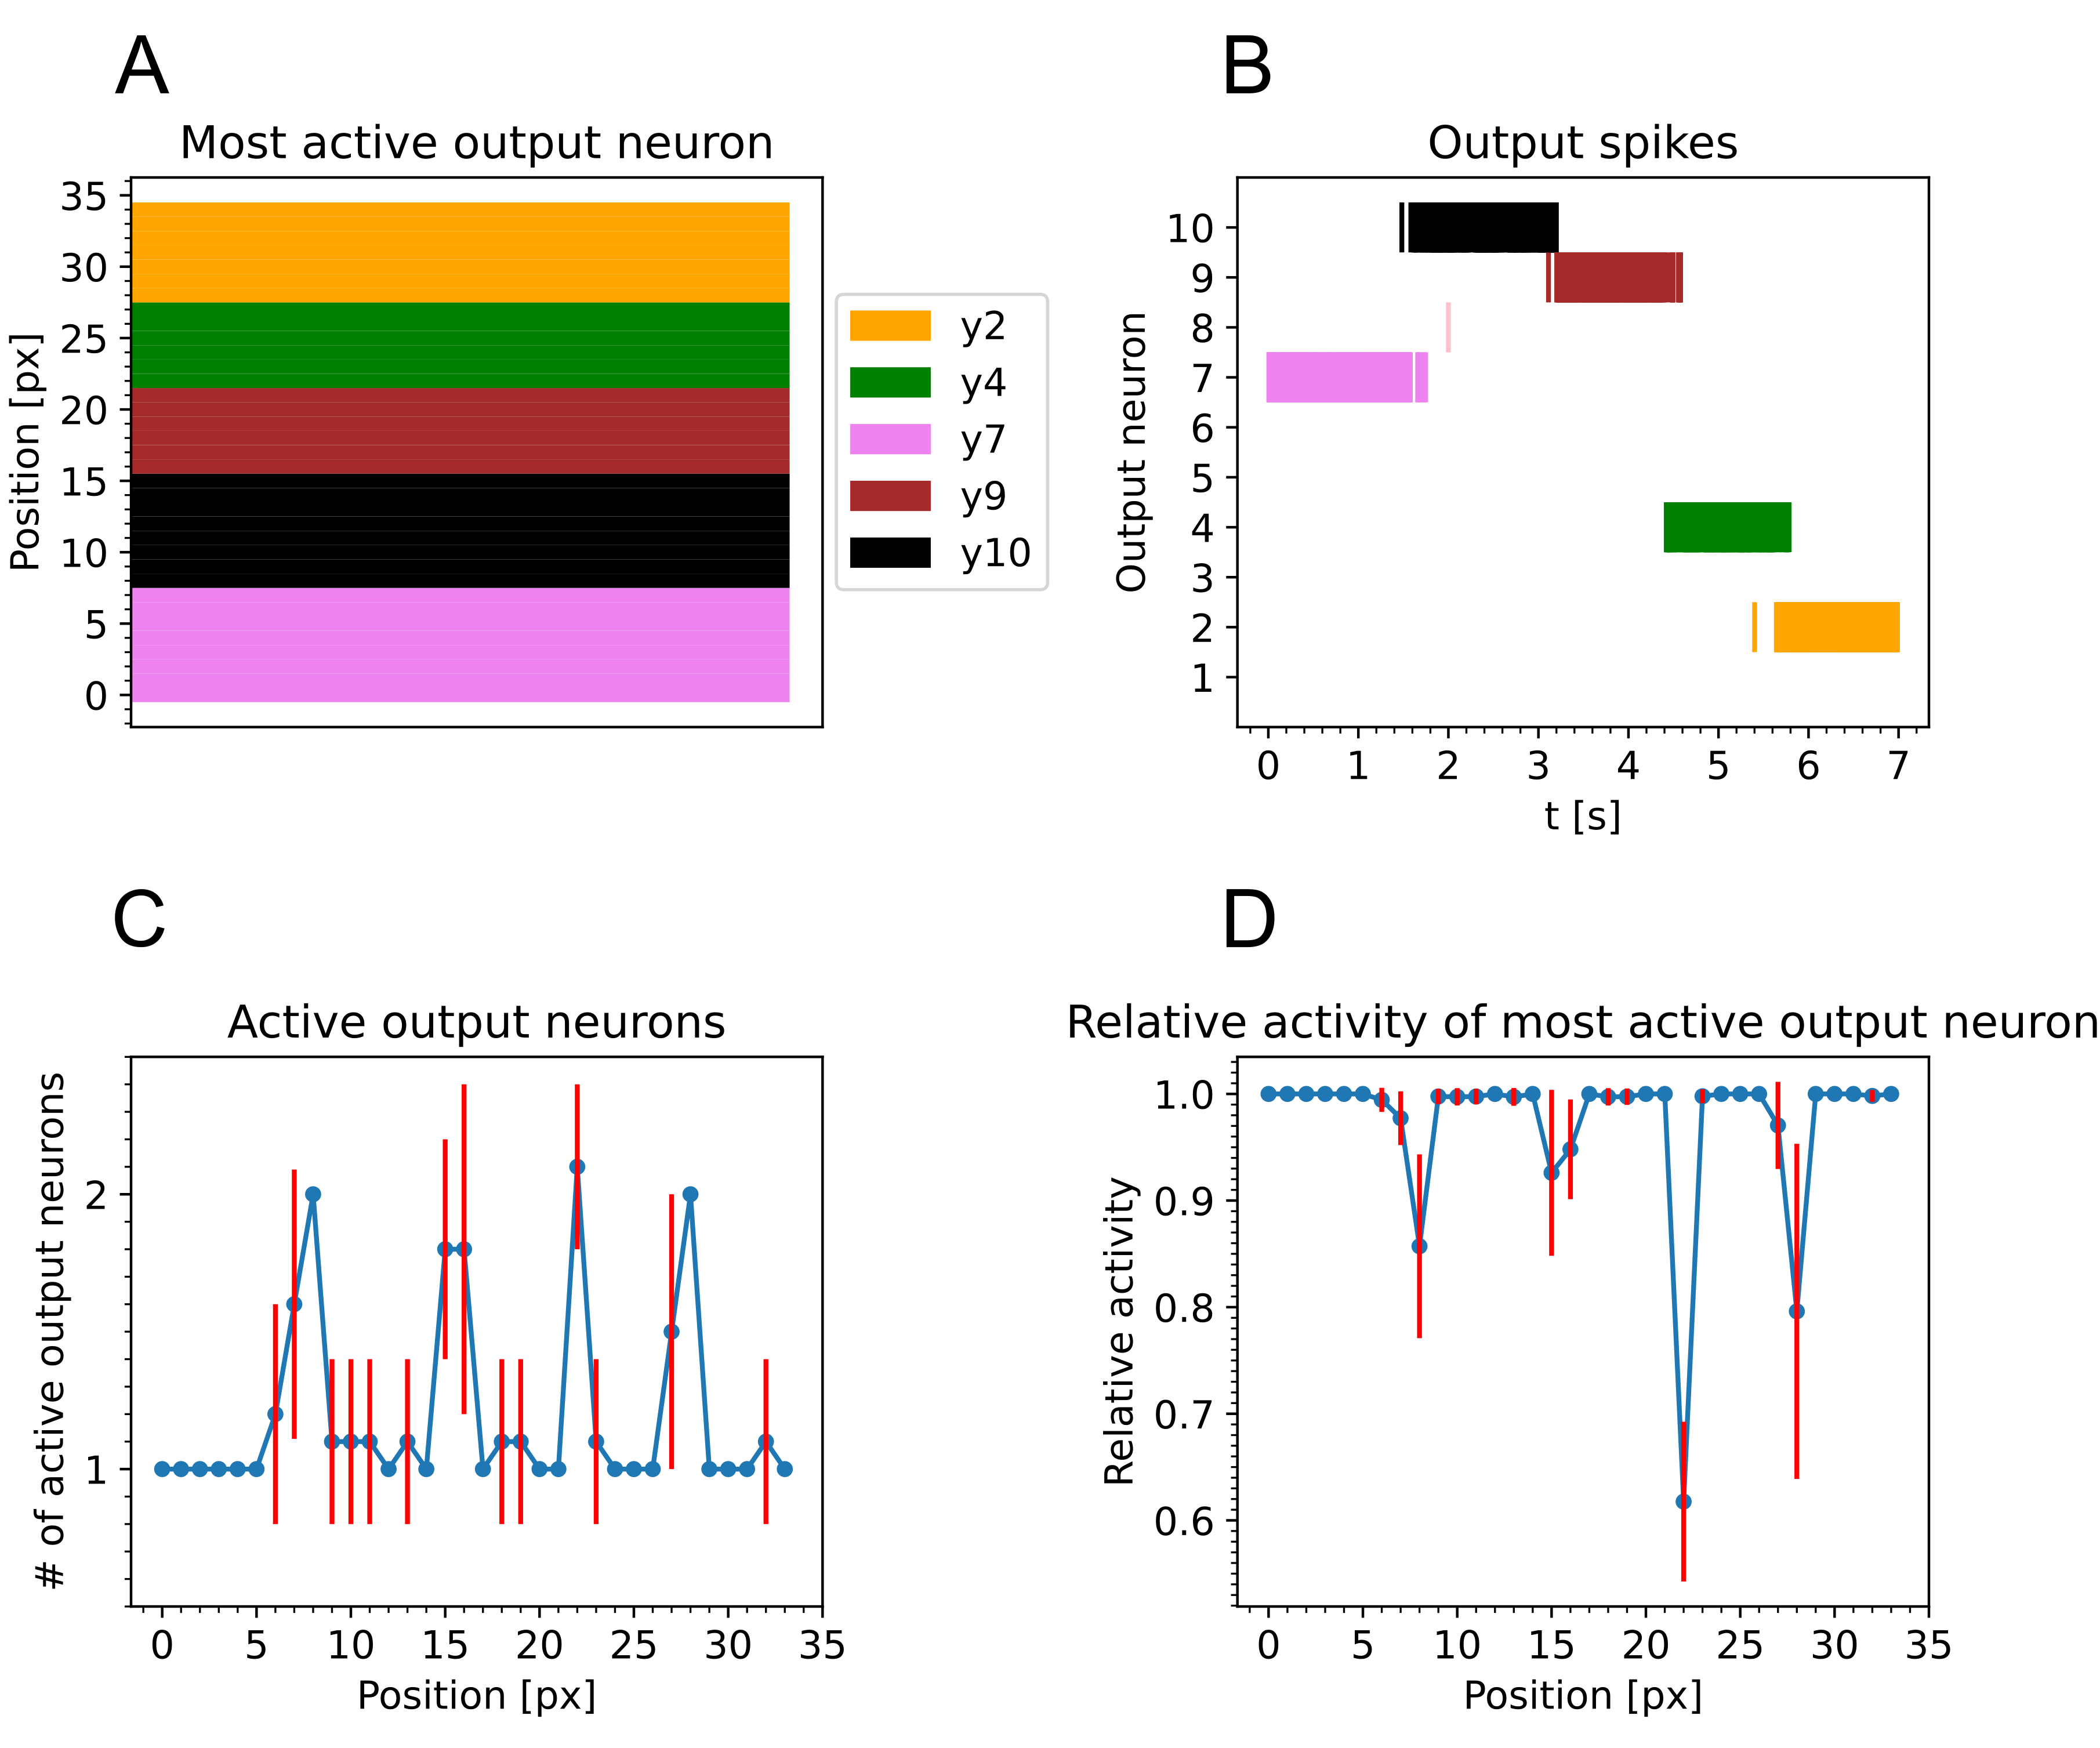 A
Most active output neuron
35
30
25
20
15
10
5
0
Position [px]
y2
y4
y7
y9
y10
B
Output spikes
10
9
8
7
6
5
4
3
2
1
Output neuron
0 1 2 3 4 5 6 7
t [s]
C
Active output neurons
2
1
# of active output neurons
0 5 10 15 20 25 30 35
Position [px]
D
Relative activity of most active output neuron
1.0
0.9
0.8
0.7
0.6
Relative activity
0 5 10 15 20 25 30 35
Position [px]